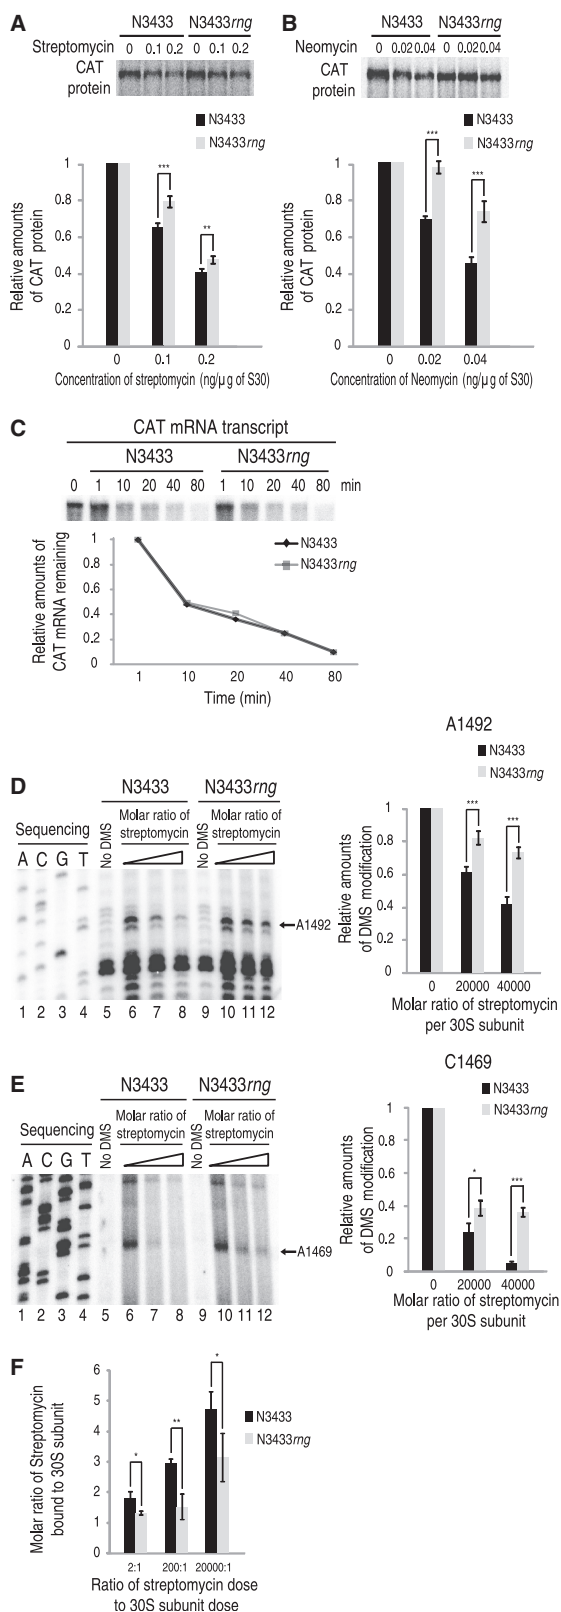 A
N3433 N3433rng
Streptomycin 0 0.1 0.2 0 0.1 0.2
CAT
protein
N3433
N3433rng
Relative amounts
of CAT protein
1
0.8
0.6
0.4
0.2
0
***
**
0 0.1 0.2
Concentration of streptomycin (ng/µg of S30)
B
N3433 N3433rng
Neomycin 0 0.02 0.04 0 0.02 0.04
CAT
protein
N3433
N3433rng
Relative amounts
of CAT protein
1
0.8
0.6
0.4
0.2
0
***
***
0 0.02 0.04
Concentration of Neomycin (ng/µg of S30)
C
CAT mRNA transcript
N3433 N3433rng
0 1 10 20 40 80 1 10 20 40 80 min
N3433
N3433rng
Relative amounts of
CAT mRNA remaining
1
0.8
0.6
0.4
0.2
0
1 10 20 40 80
Time (min)
D
N3433 N3433rng
Sequencing
A C G T
No DMS
Molar ratio of
streptomycin
No DMS
Molar ratio of
streptomycin
A1492
1 2 3 4 5 6 7 8 9 10 11 12
A1492
N3433
N3433rng
Relative amounts
of DMS modification
1
0.8
0.6
0.4
0.2
0
***
***
0 20000 40000
Molar ratio of streptomycin
per 30S subunit
E
N3433 N3433rng
Sequencing
A C G T
No DMS
Molar ratio of
streptomycin
No DMS
Molar ratio of
streptomycin
A1469
1 2 3 4 5 6 7 8 9 10 11 12
C1469
N3433
N3433rng
Relative amounts
of DMS modification
1
0.8
0.6
0.4
0.2
0
*
***
0 20000 40000
Molar ratio of streptomycin
per 30S subunit
F
Molar ratio of Streptomycin
bound to 30S subunit
6
5
4
3
2
1
0
*
**
*
N3433
N3433rng
2:1 200:1 20000:1
Ratio of streptomycin dose
to 30S subunit dose